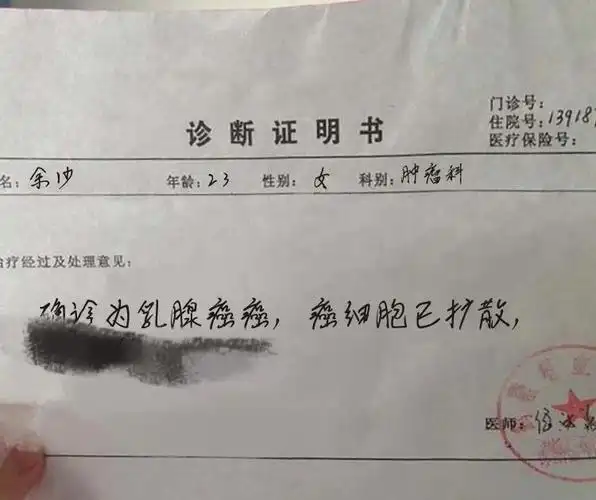 诊断证明书
门诊号：
住院号：13918
医疗保险号：
名：余沙 年龄：23 性别：女 科别：肿瘤科
治疗经过及处理意见：
确诊为乳腺癌癌，癌细胞已扩散，
医师：